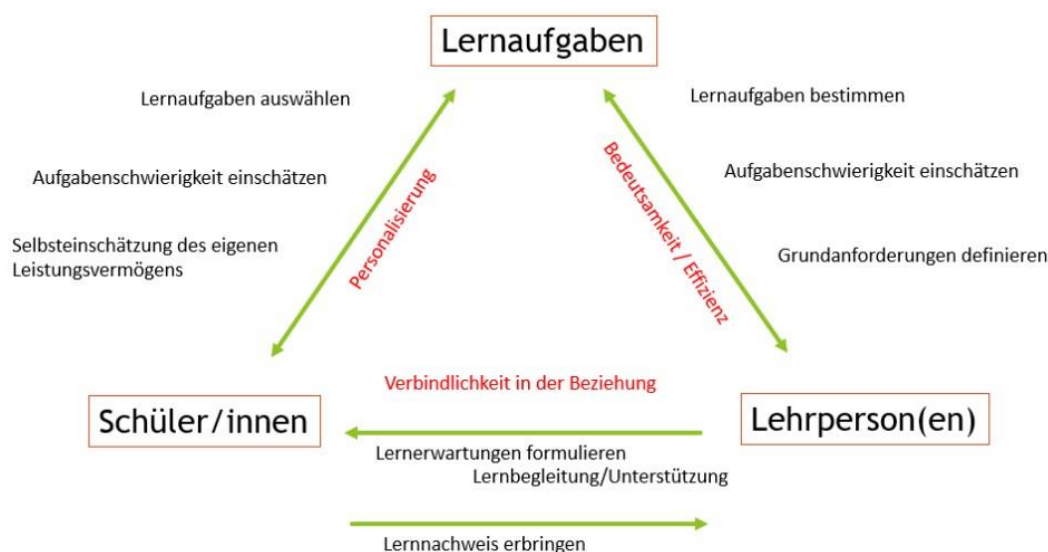 Lernaufgaben
Lernaufgaben auswählen
Lernaufgaben bestimmen
Aufgabenschwierigkeit einschätzen
Aufgabenschwierigkeit einschätzen
Personalisierung
Bedeutsamkeit / Effizienz
Selbsteinschätzung des eigenen
Leistungsvermögens
Grundanforderungen definieren
Verbindlichkeit in der Beziehung
Schüler/innen
Lehrperson(en)
Lernerwartungen formulieren
Lernbegleitung/Unterstützung
Lernnachweis erbringen